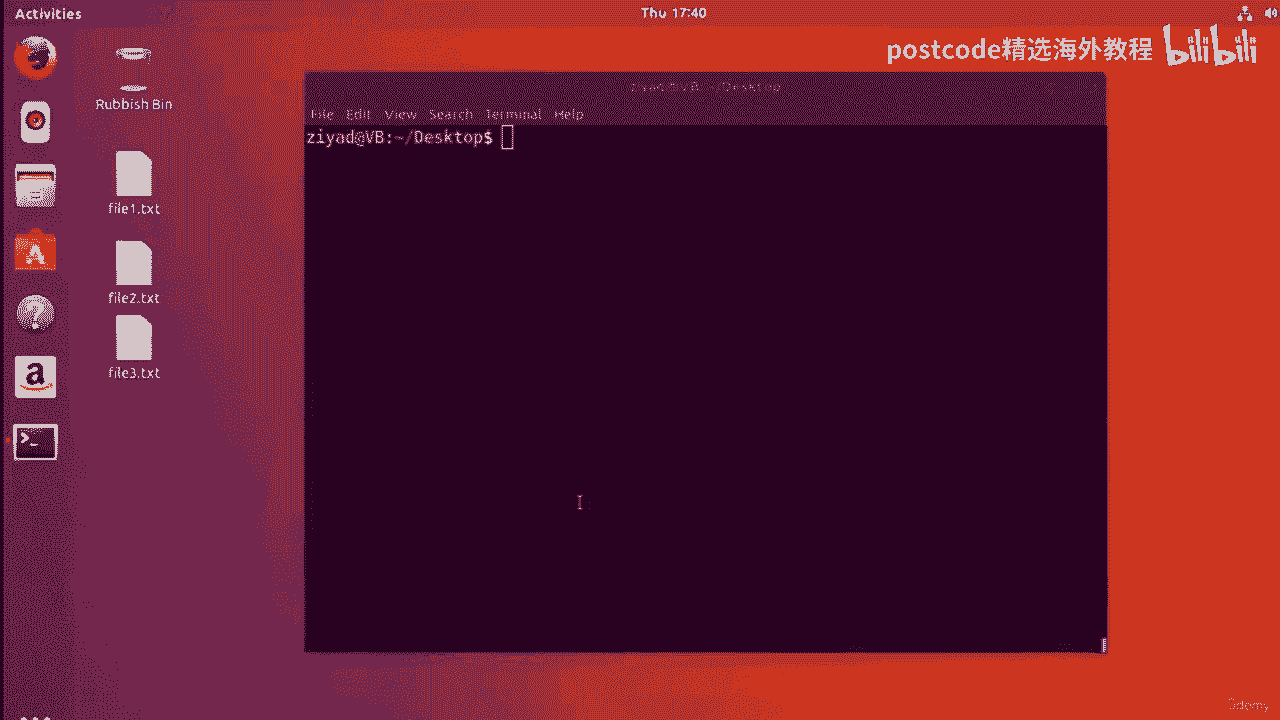 Activities
Thu 17:40
postcode精选海外教程 bilibili
Rubbish Bin
file1.txt
file2.txt
file3.txt
ziyad@VB: ~/Desktop
File Edit View Search Terminal Help
ziyad@VB:~/Desktop$
Udemy